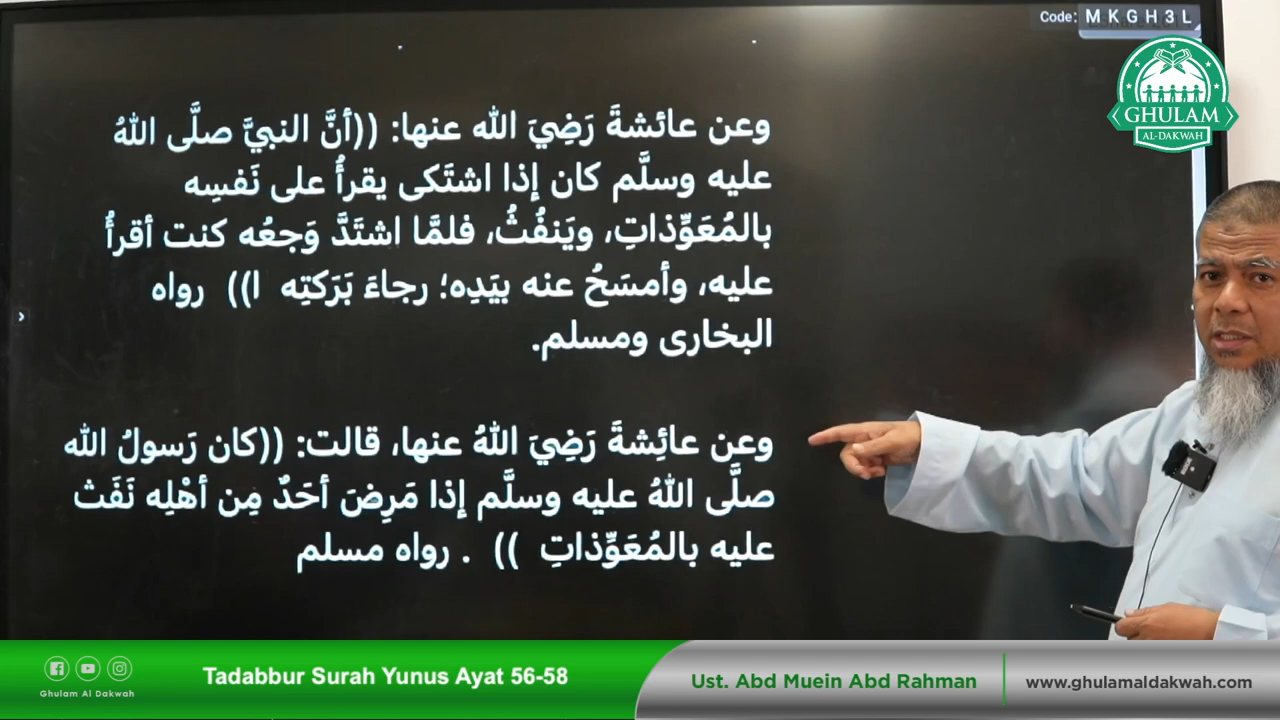 Code: MKGH3L
GHULAM
AL-DAKWAH
وعن عائشةَ رَضِيَ الله عنها: ((أنَّ النبيَّ صلَّى اللهُ
عليه وسلَّم كان إذا اشتَكى يقرأُ على نَفسِه
بالمُعَوِّذاتِ، ويَنفُثُ، فلمَّا اشتَدَّ وَجعُه كنت أقرأُ
عليه، وأمسَحُ عنه بيَدِه؛ رجاءَ بَرَكتِه ا)) رواه
البخارى ومسلم.
وعن عائِشةَ رَضِيَ اللهُ عنها، قالت: ((كان رَسولُ الله
صلَّى اللهُ عليه وسلَّم إذا مَرِضَ أحَدٌ مِن أهْلِه نَفَث
عليه بالمُعَوِّذاتِ )) . رواه مسلم
Ghulam Al Dakwah
Tadabbur Surah Yunus Ayat 56-58
Ust. Abd Muein Abd Rahman
www.ghulamaldakwah.com